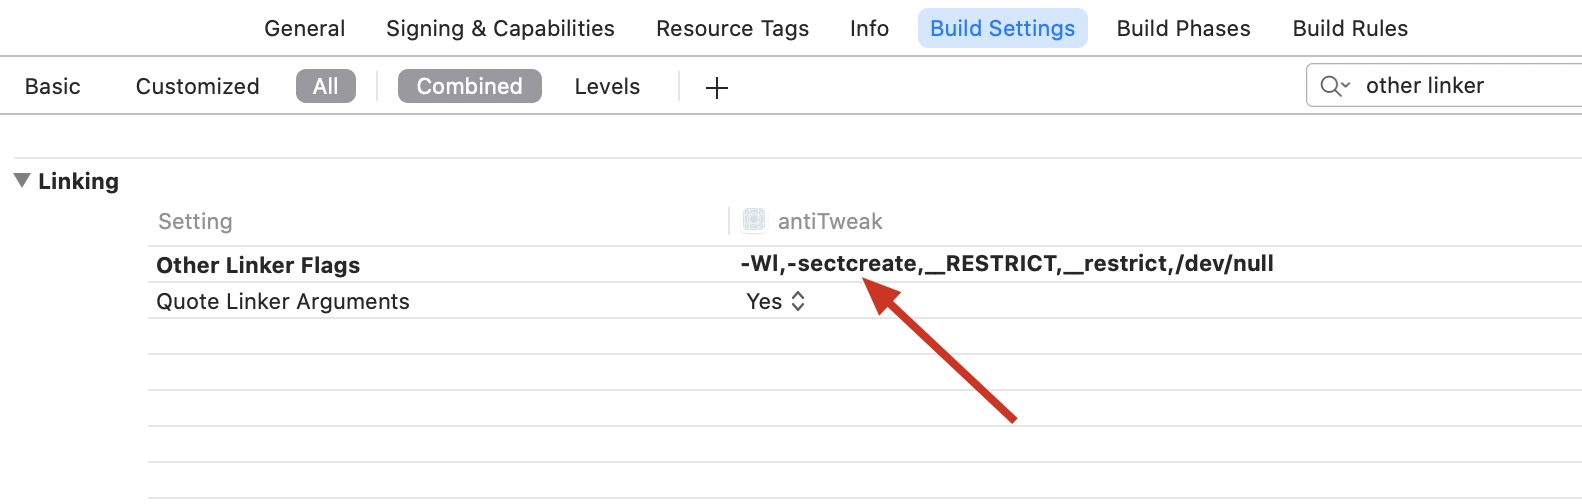 General Signing & Capabilities Resource Tags Info Build Settings Build Phases Build Rules
Basic Customized All Combined Levels + other linker
Linking
Setting antiTweak
Other Linker Flags -Wl,-sectcreate,__RESTRICT,__restrict,/dev/null
Quote Linker Arguments Yes